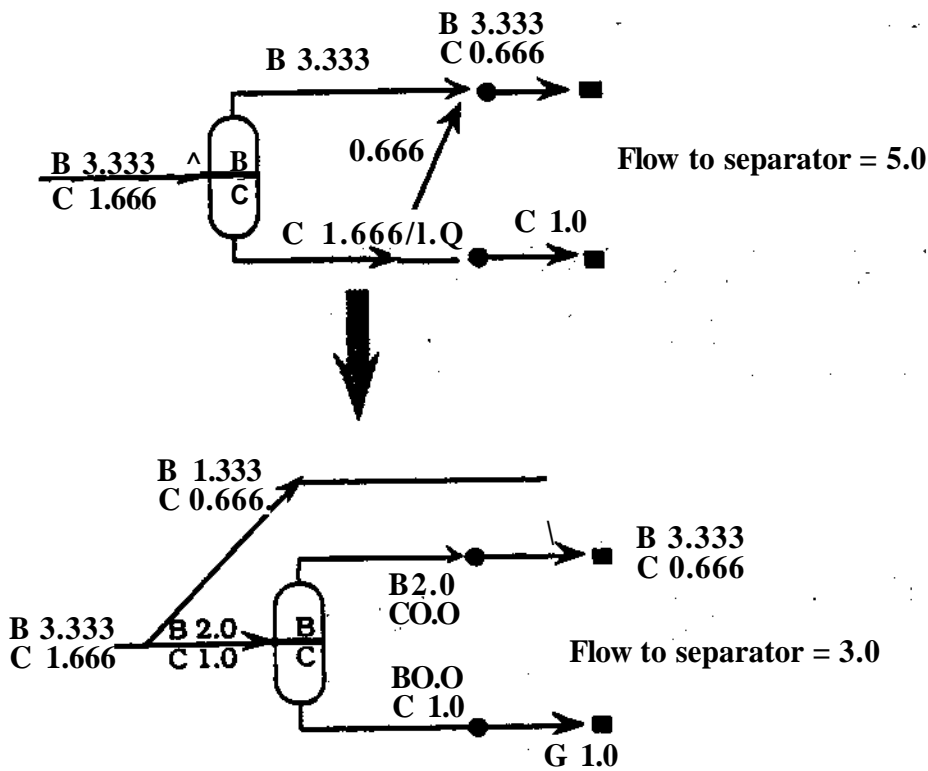 B 3.333
C 0.666
B 3.333
0.666
Flow to separator = 5.0
B 3.333
C 1.666
^
B
C
C 1.666/l.Q
C 1.0
B 1.333
C 0.666.
B 3.333
C 0.666
B2.0
CO.O
B 3.333
C 1.666
B 2.0
C 1.0
B
C
Flow to separator = 3.0
BO.O
C 1.0
G 1.0